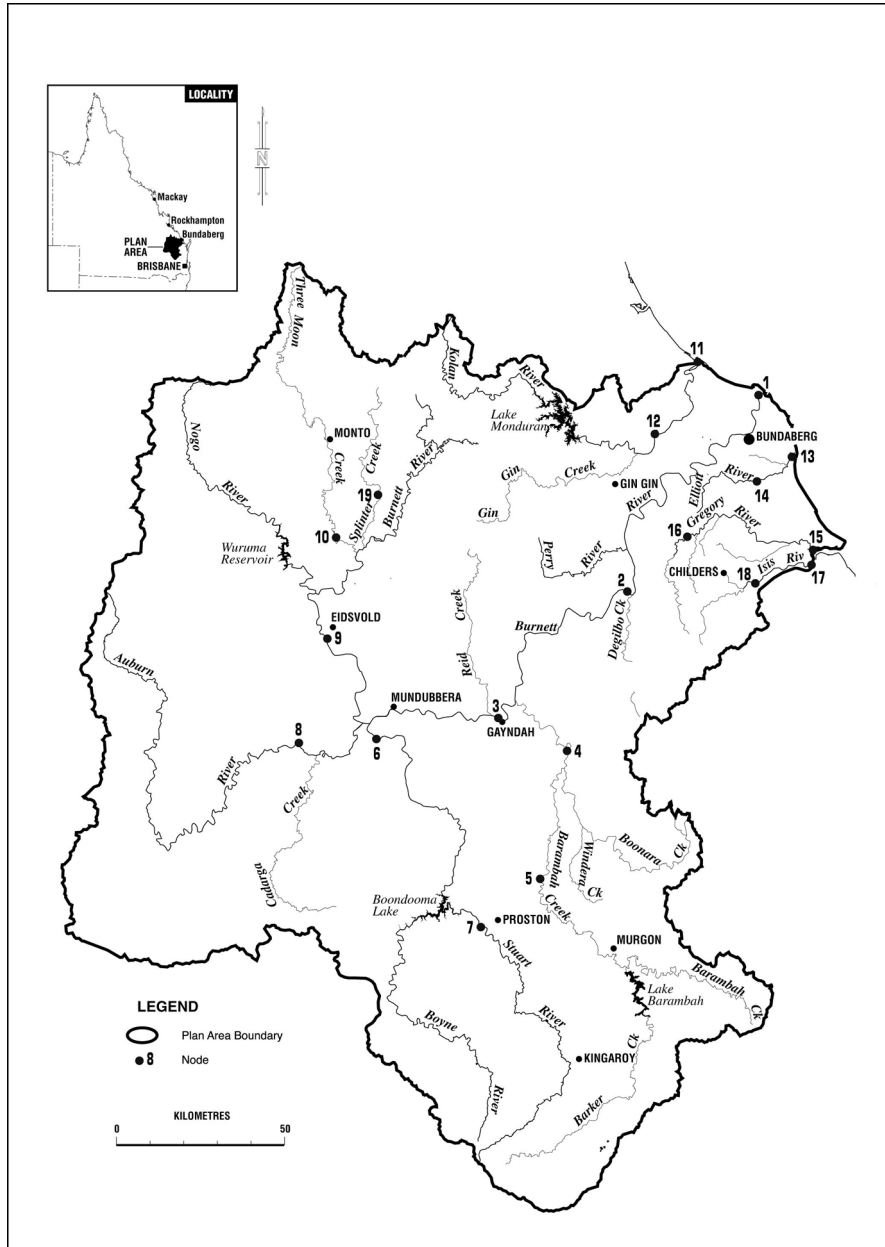 LOCALITY
N
Mackay
Rockhampton
Bundaberg
PLAN
AREA
BRISBANE
Three Moon
Creek
Kolan
River
11
1
Lake
Monduran
12
BUNDABERG
13
Nogo
River
MONTO
Creek
Burnett
River
Gin
Gin
Creek
GIN GIN
River
Elliott
River
14
19
Splinter
10
16
Gregory
River
15
Wuruma
Reservoir
Perry
River
CHILDERS
18
Isis
Riv
17
2
Degilbo Ck
EIDSVOLD
9
Reid
Creek
Burnett
Auburn
River
MUNDUBBERA
3
GAYNDAH
8
6
4
Creek
Cadarga
Barambah
Creek
Windera
Ck
Boonara
Ck
5
Boondooma
Lake
7
PROSTON
Stuart
River
MURGON
Barambah
Ck
Lake
Barambah
Boyne
River
KINGAROY
Ck
Barker
LEGEND
Plan Area Boundary
8 Node
KILOMETRES
0 50